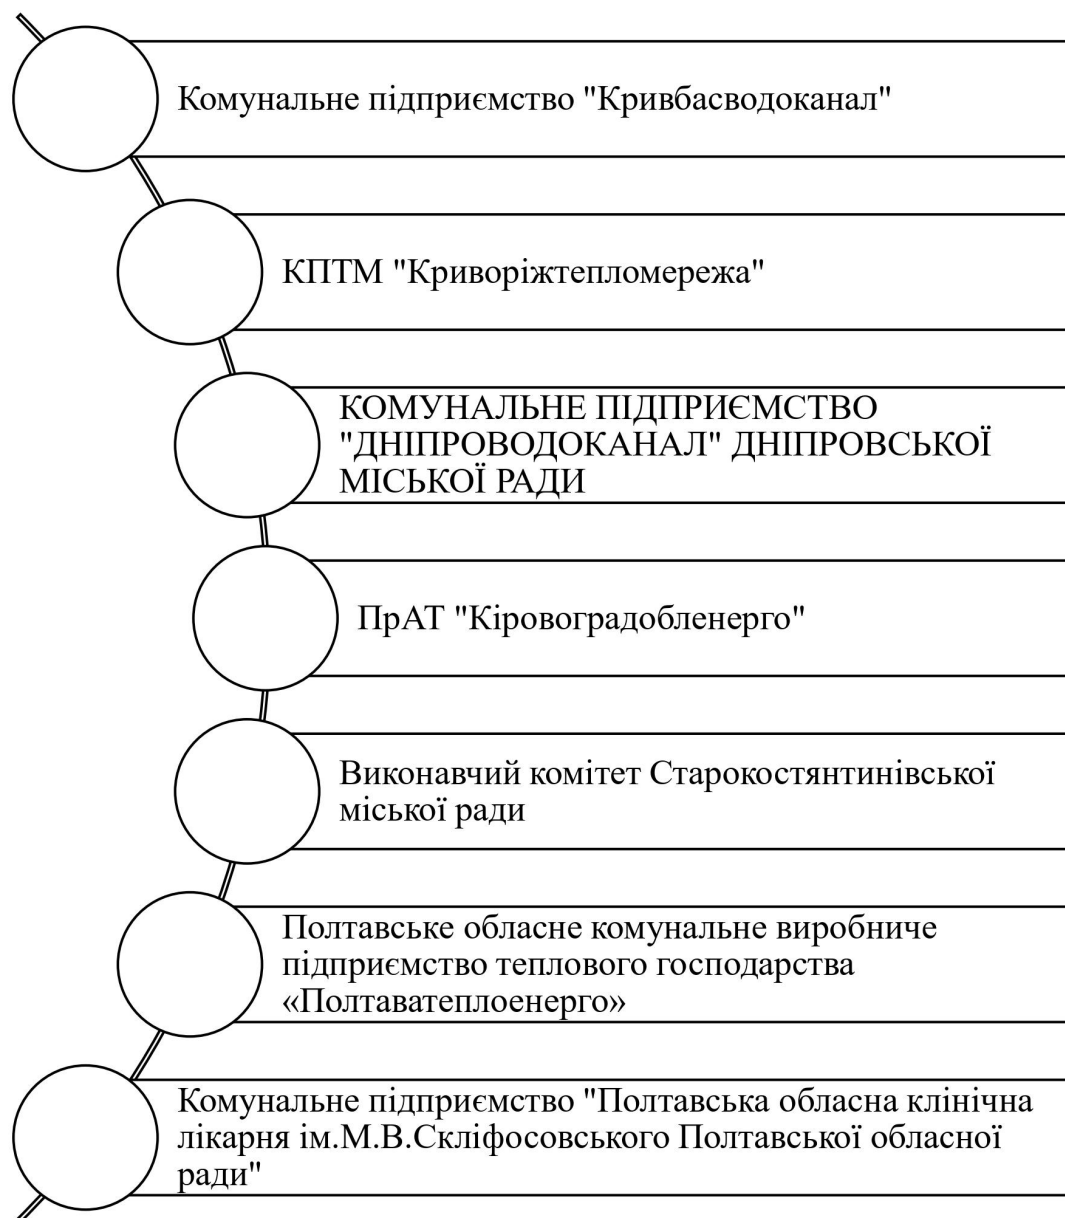 Комунальне підприємство "Кривбасводоканал"
КПТМ "Криворіжтепломережа"
КОМУНАЛЬНЕ ПІДПРИЄМСТВО
"ДНІПРОВОДОКАНАЛ" ДНІПРОВСЬКОЇ
МІСЬКОЇ РАДИ
ПрАТ "Кіровоградобленерго"
Виконавчий комітет Старокостянтинівської
міської ради
Полтавське обласне комунальне виробниче
підприємство теплового господарства
«Полтаватеплоенерго»
Комунальне підприємство "Полтавська обласна клінічна
лікарня ім.М.В.Скліфосовського Полтавської обласної
ради"